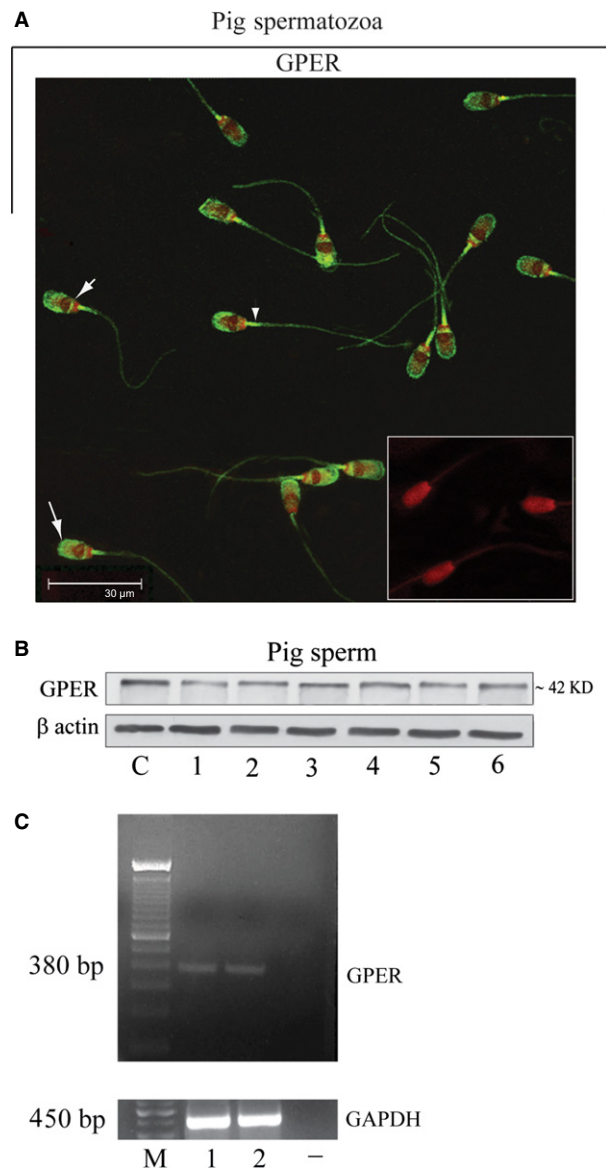 A
Pig spermatozoa
GPER
30 µm
B
Pig sperm
GPER
~ 42 KD
β actin
C 1 2 3 4 5 6
C
380 bp
GPER
450 bp
GAPDH
M 1 2 –